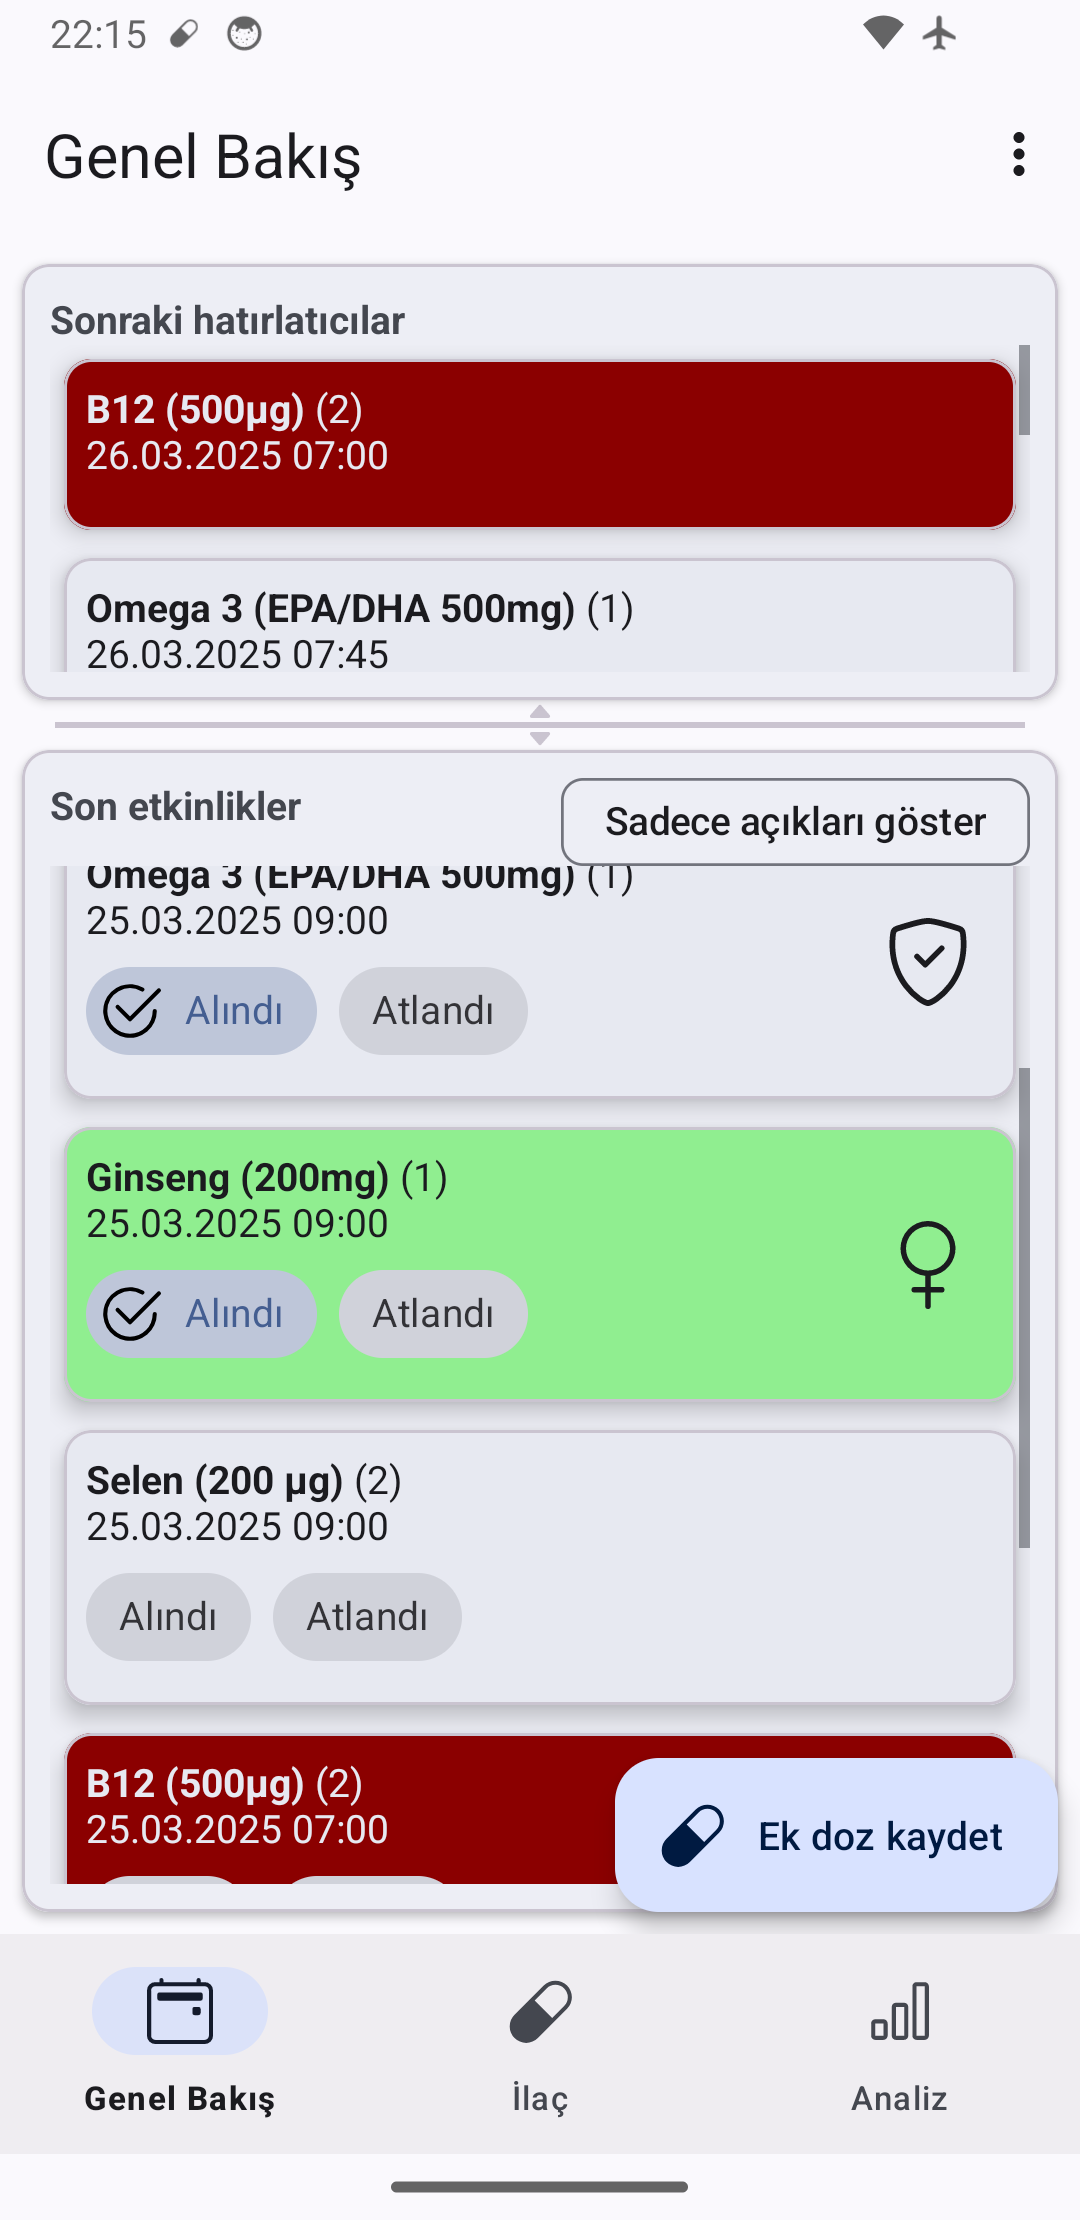 22:15
Genel Bakış
Sonraki hatırlatıcılar
B12 (500µg) (2)
26.03.2025 07:00
Omega 3 (EPA/DHA 500mg) (1)
26.03.2025 07:45
Son etkinlikler
Sadece açıkları göster
Omega 3 (EPA/DHA 500mg) (1)
25.03.2025 09:00
Alındı Atlandı
Ginseng (200mg) (1)
25.03.2025 09:00
Alındı Atlandı
Selen (200 µg) (2)
25.03.2025 09:00
Alındı Atlandı
B12 (500µg) (2)
25.03.2025 07:00
Ek doz kaydet
Genel Bakış İlaç Analiz